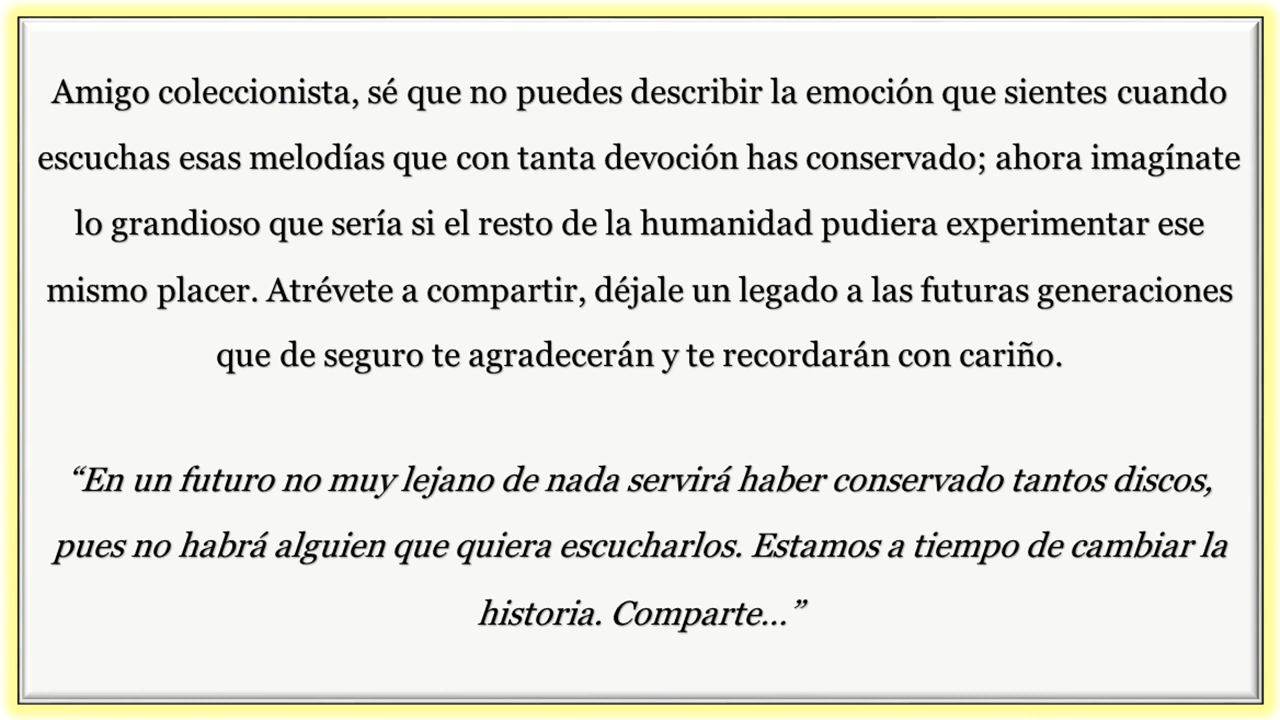 Amigo coleccionista, sé que no puedes describir la emoción que sientes cuando
escuchas esas melodías que con tanta devoción has conservado; ahora imagínate
lo grandioso que sería si el resto de la humanidad pudiera experimentar ese
mismo placer. Atrévete a compartir, déjale un legado a las futuras generaciones
que de seguro te agradecerán y te recordarán con cariño.
“En un futuro no muy lejano de nada servirá haber conservado tantos discos,
pues no habrá alguien que quiera escucharlos. Estamos a tiempo de cambiar la
historia. Comparte...”